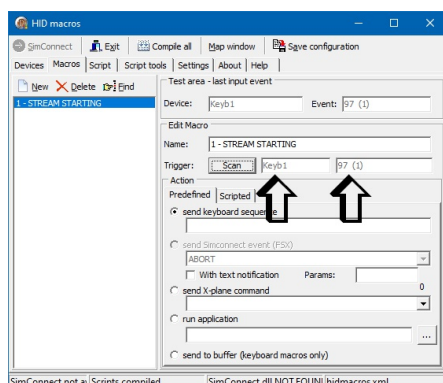 HID macros
SimConnect Exit Compile all Map window Save configuration
Devices Macros Script Script tools Settings About Help
New Delete Find
1 - STREAM STARTING
Test area - last input event
Device: Keyb1 Event: 97 (1)
Edit Macro
Name: 1 - STREAM STARTING
Trigger: Scan Keyb1 97 (1)
Action
Predefined Scripted
send keyboard sequence
send Simconnect event (FSX)
ABORT
With text notification Params:
send X-plane command 0
run application
...
send to buffer (keyboard macros only)
SimConnect not av Scripts compiled SimConnect dll NOT FOUN hidmacros.xml